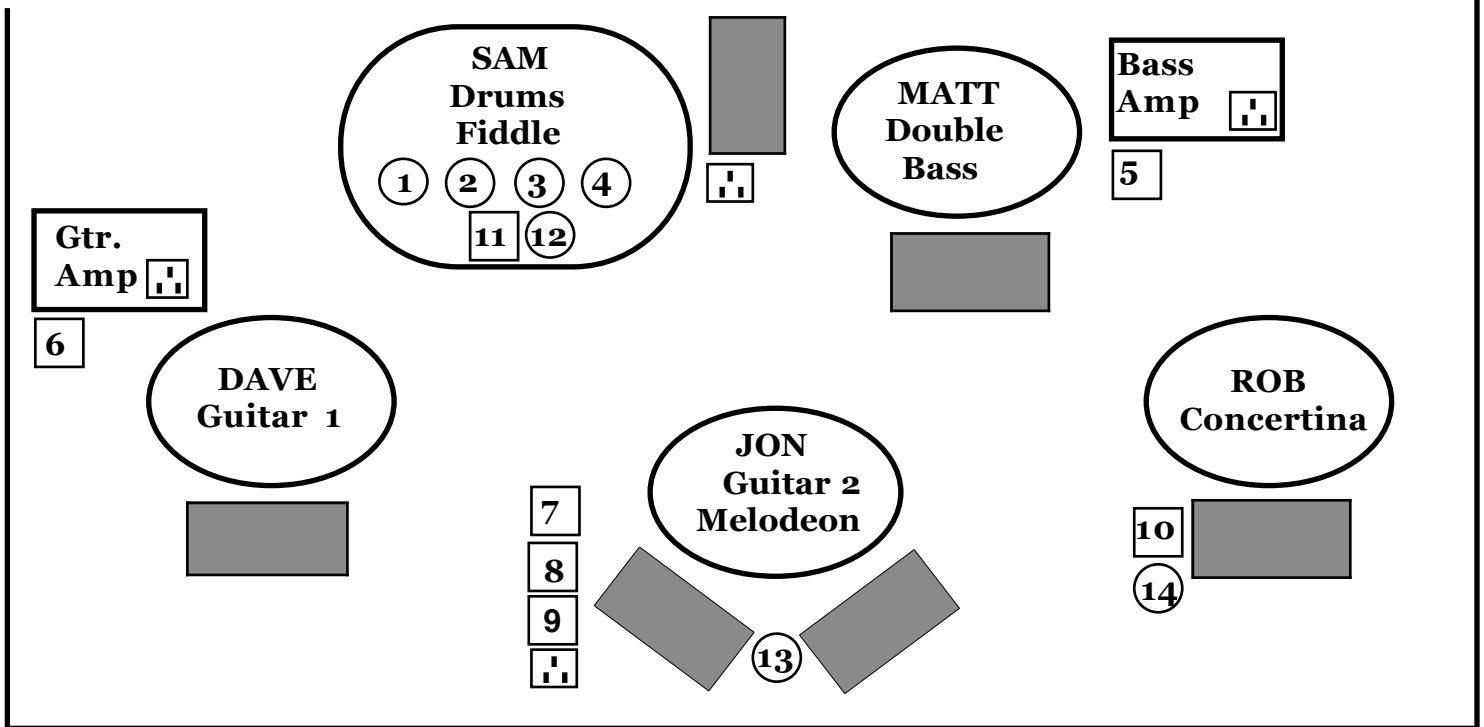 SAM
Drums
Fiddle
1 2 3 4
11 12
MATT
Double
Bass
Bass
Amp
5
Gtr.
Amp
6
DAVE
Guitar 1
JON
Guitar 2
Melodeon
7
8
9
13
ROB
Concertina
10
14